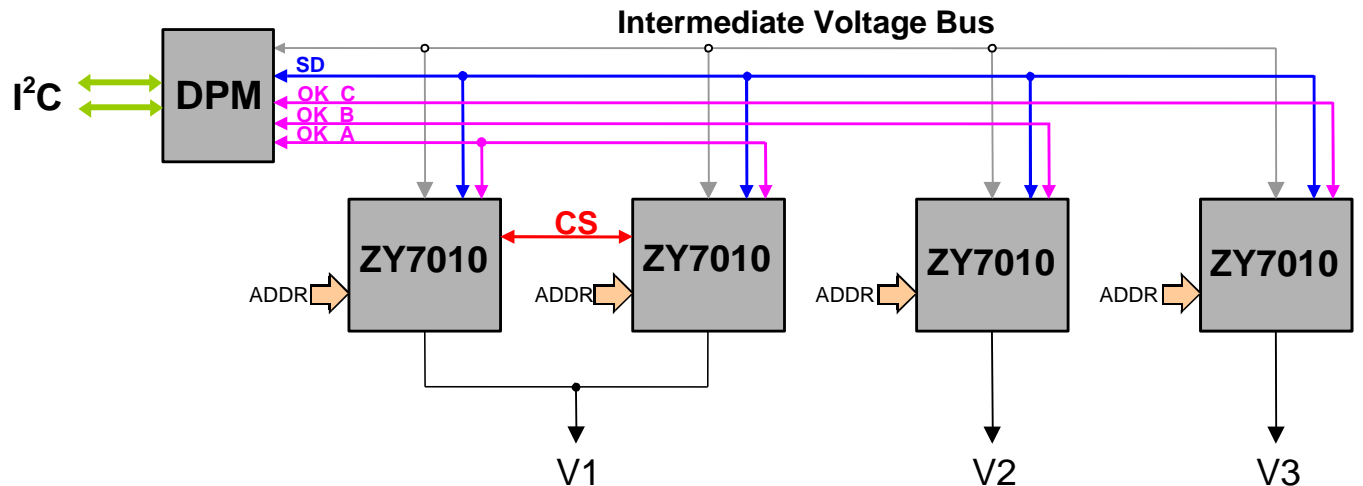 Intermediate Voltage Bus
I²C
DPM
SD
OK_C
OK_B
OK_A
CS
ZY7010
ZY7010
ZY7010
ZY7010
ADDR
ADDR
ADDR
ADDR
V1
V2
V3